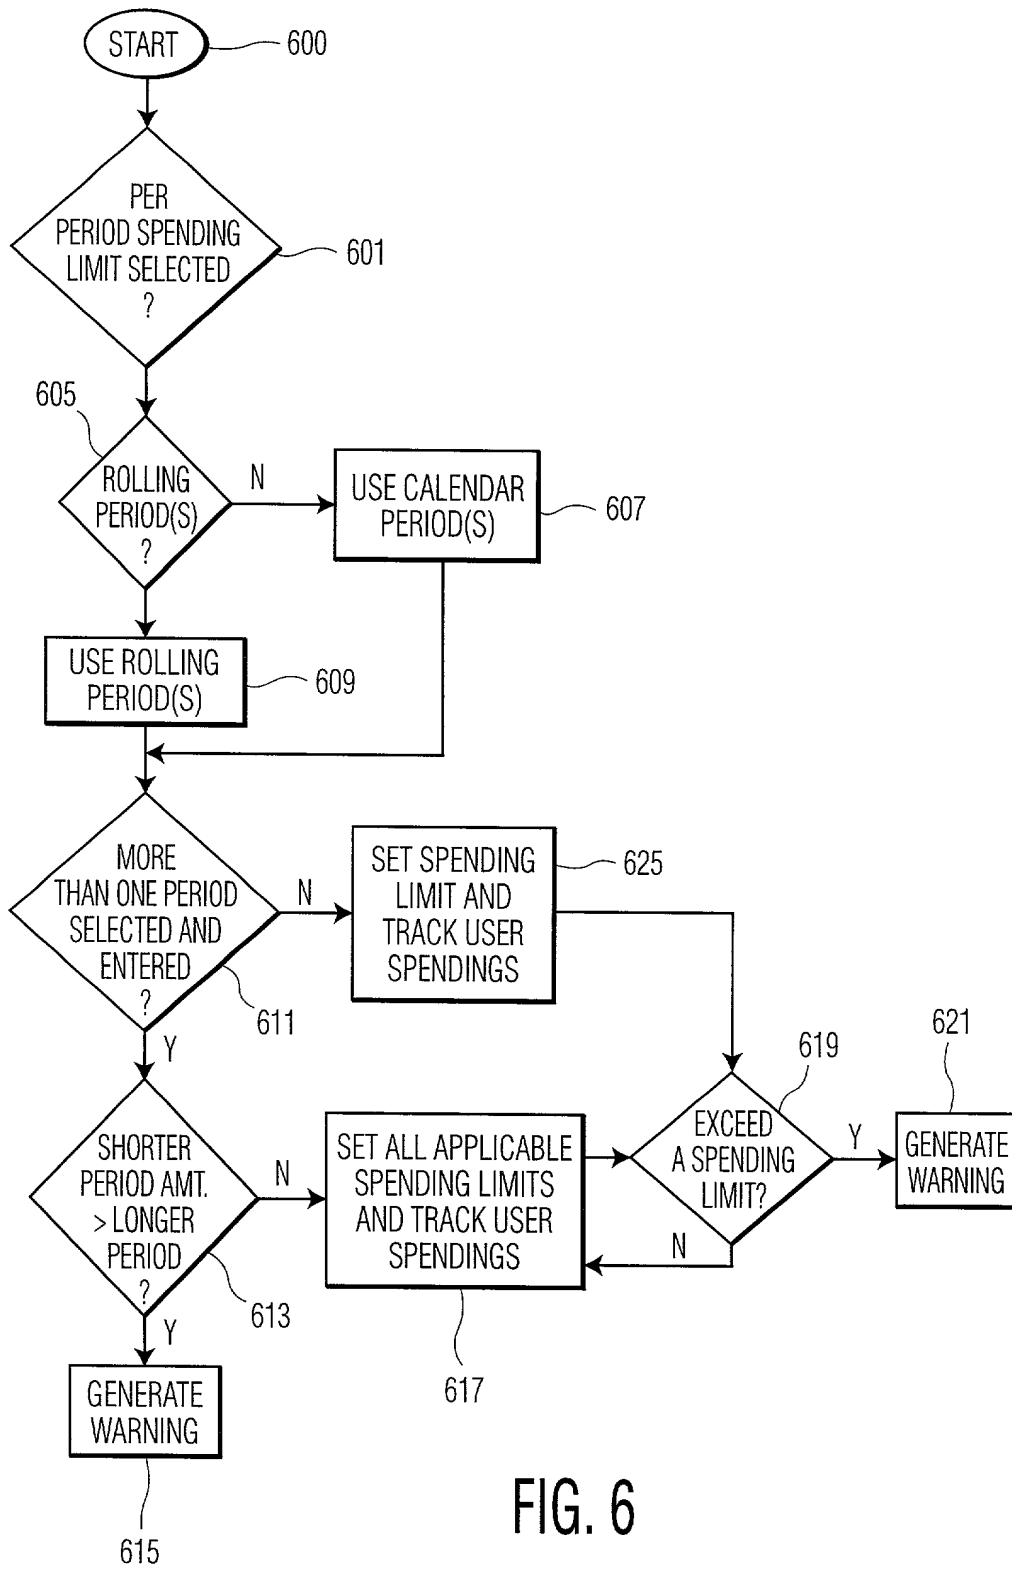 START
600
PER
PERIOD SPENDING
LIMIT SELECTED
?
601
605
ROLLING
PERIOD(S)
?
N
USE CALENDAR
PERIOD(S)
607
USE ROLLING
PERIOD(S)
609
MORE
THAN ONE PERIOD
SELECTED AND
ENTERED
?
611
N
SET SPENDING
LIMIT AND
TRACK USER
SPENDINGS
625
Y
SHORTER
PERIOD AMT.
> LONGER
PERIOD
?
613
N
SET ALL APPLICABLE
SPENDING LIMITS
AND TRACK USER
SPENDINGS
617
619
EXCEED
A SPENDING
LIMIT?
N
Y
621
GENERATE
WARNING
Y
GENERATE
WARNING
615
FIG. 6